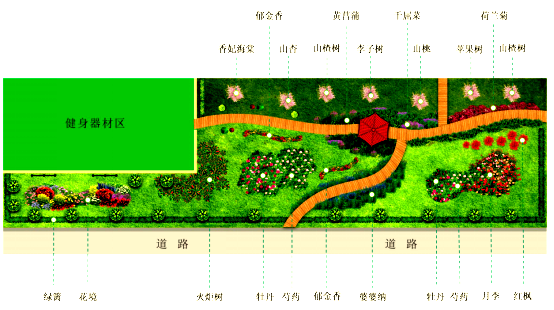 郁金香 黄菖蒲 千屈菜 荷兰菊
香妃海棠 山杏 山楂树 李子树 山桃 苹果树 山楂树
健身器材区
道 路 道 路
绿篱 花境 火炬树 牡丹 芍药 郁金香 婆婆纳 牡丹 芍药 月季 红枫